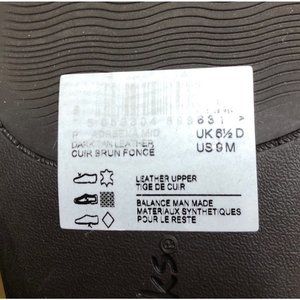 DARK TAN LEATHER
CUIR BRUN FONCE
UK 6½ D
US 9 M
LEATHER UPPER
TIGE DE CUIR
BALANCE MAN MADE
MATERIAUX SYNTHETIQUES
POUR LE RESTE
KS®